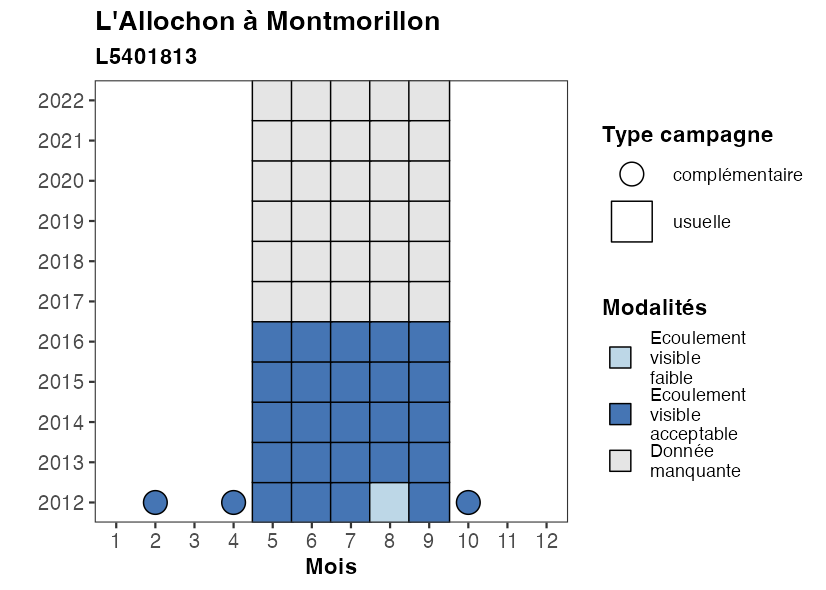 L'Allochon à Montmorillon
L5401813
2022
2021
2020
2019
2018
2017
2016
2015
2014
2013
2012
1 2 3 4 5 6 7 8 9 10 11 12
Mois
Type campagne
complémentaire
usuelle
Modalités
Ecoulement
visible
faible
Ecoulement
visible
acceptable
Donnée
manquante